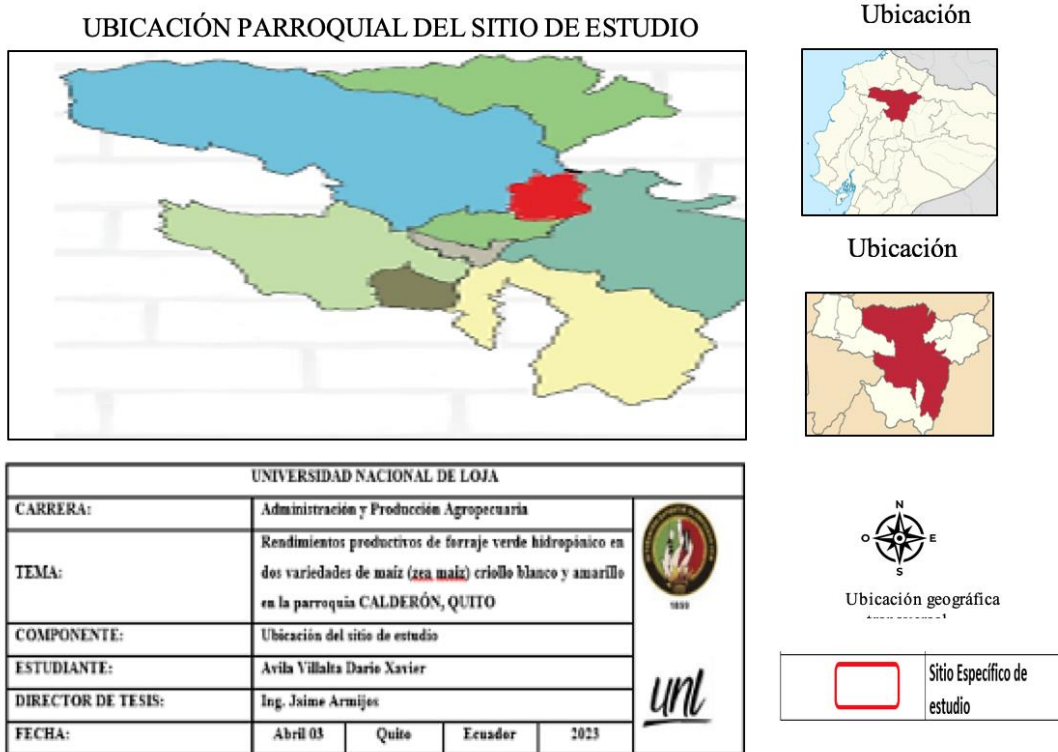 UBICACIÓN PARROQUIAL DEL SITIO DE ESTUDIO
Ubicación
Ubicación
UNIVERSIDAD NACIONAL DE LOJA
CARRERA:
Administración y Producción Agropecuaria
TEMA:
Rendimientos productivos de forraje verde hidropónico en
dos variedades de maíz (zea maiz) criollo blanco y amarillo
en la parroquia CALDERÓN, QUITO
COMPONENTE:
Ubicación del sitio de estudio
ESTUDIANTE:
Avila Villalta Dario Xavier
DIRECTOR DE TESIS:
Ing. Jaime Armijos
FECHA:
Abril 03 Quito Ecuador 2023
1859
unl
N
O E
S
Ubicación geográfica
Sitio Específico de
estudio